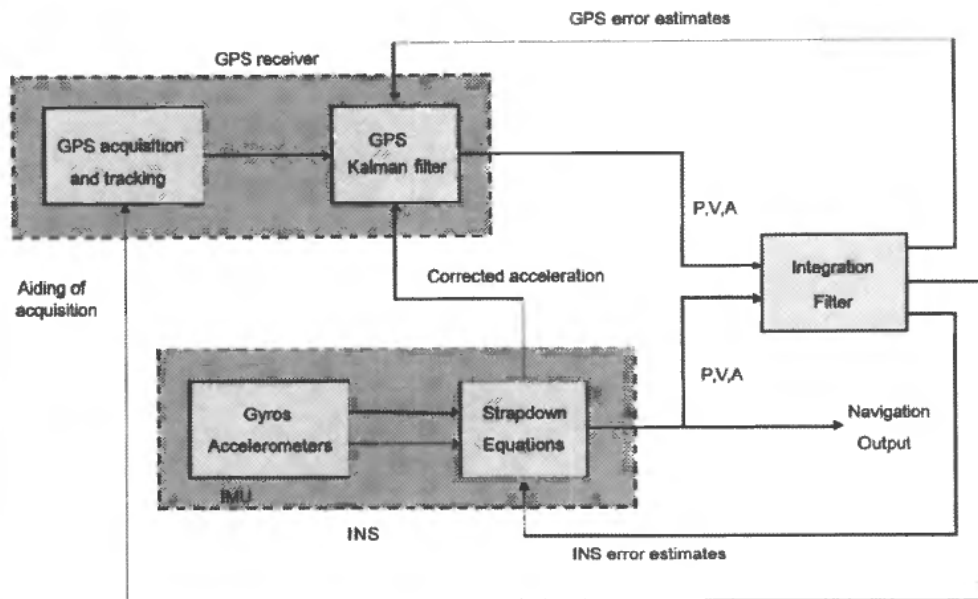 GPS error estimates
GPS receiver
GPS acquisition
and tracking
GPS
Kalman filter
P,V,A
Integration
Filter
Aiding of
acquisition
Corrected acceleration
Gyros
Accelerometers
Strapdown
Equations
P,V,A
Navigation
Output
IMU
INS
INS error estimates